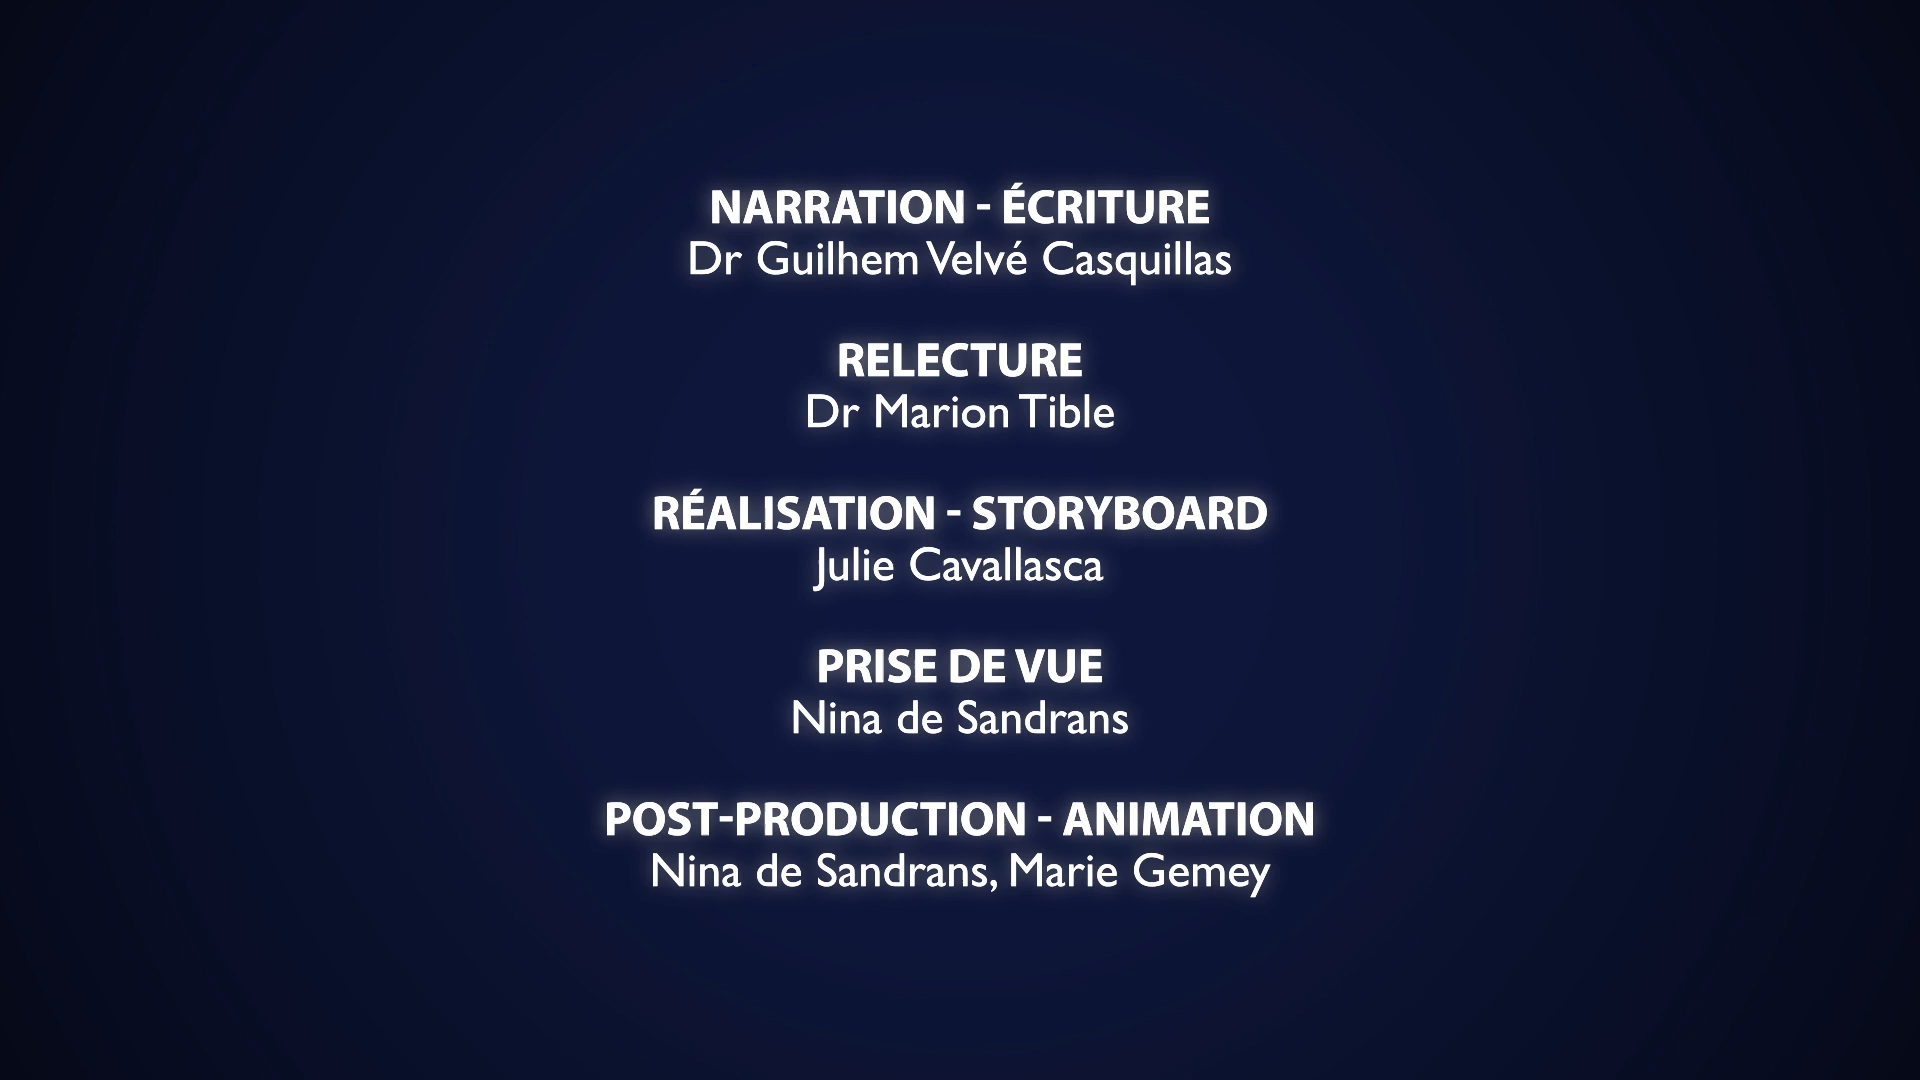 NARRATION - ÉCRITURE
Dr Guilhem Velvé Casquillas
RELECTURE
Dr Marion Tible
RÉALISATION - STORYBOARD
Julie Cavallasca
PRISE DE VUE
Nina de Sandrans
POST-PRODUCTION - ANIMATION
Nina de Sandrans, Marie Gemey